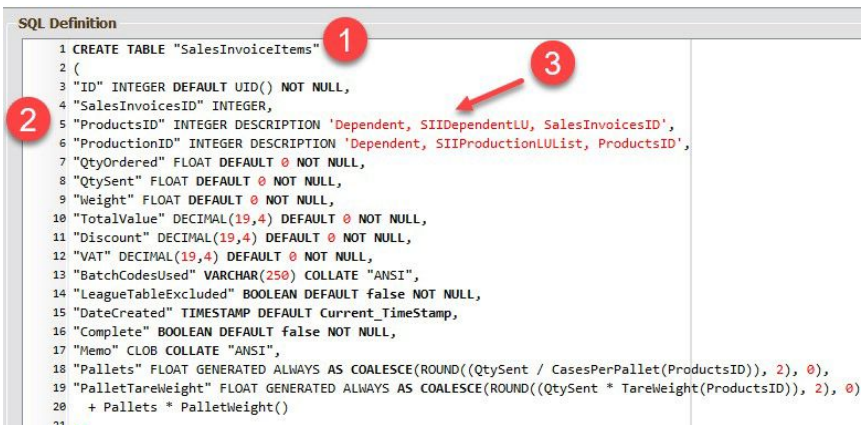 SQL Definition
1 CREATE TABLE "SalesInvoiceItems"
1
2 (
3
3 "ID" INTEGER DEFAULT UID() NOT NULL,
4 "SalesInvoicesID" INTEGER,
2
5 "ProductsID" INTEGER DESCRIPTION 'Dependent, SIIDependentLU, SalesInvoicesID',
6 "ProductionID" INTEGER DESCRIPTION 'Dependent, SIIProductionLUList, ProductsID',
7 "QtyOrdered" FLOAT DEFAULT 0 NOT NULL,
8 "QtySent" FLOAT DEFAULT 0 NOT NULL,
9 "Weight" FLOAT DEFAULT 0 NOT NULL,
10 "TotalValue" DECIMAL(19,4) DEFAULT 0 NOT NULL,
11 "Discount" DECIMAL(19,4) DEFAULT 0 NOT NULL,
12 "VAT" DECIMAL(19,4) DEFAULT 0 NOT NULL,
13 "BatchCodesUsed" VARCHAR(250) COLLATE "ANSI",
14 "LeagueTableExcluded" BOOLEAN DEFAULT false NOT NULL,
15 "DateCreated" TIMESTAMP DEFAULT Current_TimeStamp,
16 "Complete" BOOLEAN DEFAULT false NOT NULL,
17 "Memo" CLOB COLLATE "ANSI",
18 "Pallets" FLOAT GENERATED ALWAYS AS COALESCE(ROUND((QtySent / CasesPerPallet(ProductsID)), 2), 0),
19 "PalletTareWeight" FLOAT GENERATED ALWAYS AS COALESCE(ROUND((QtySent * TareWeight(ProductsID)), 2), 0)
20 + Pallets * PalletWeight()